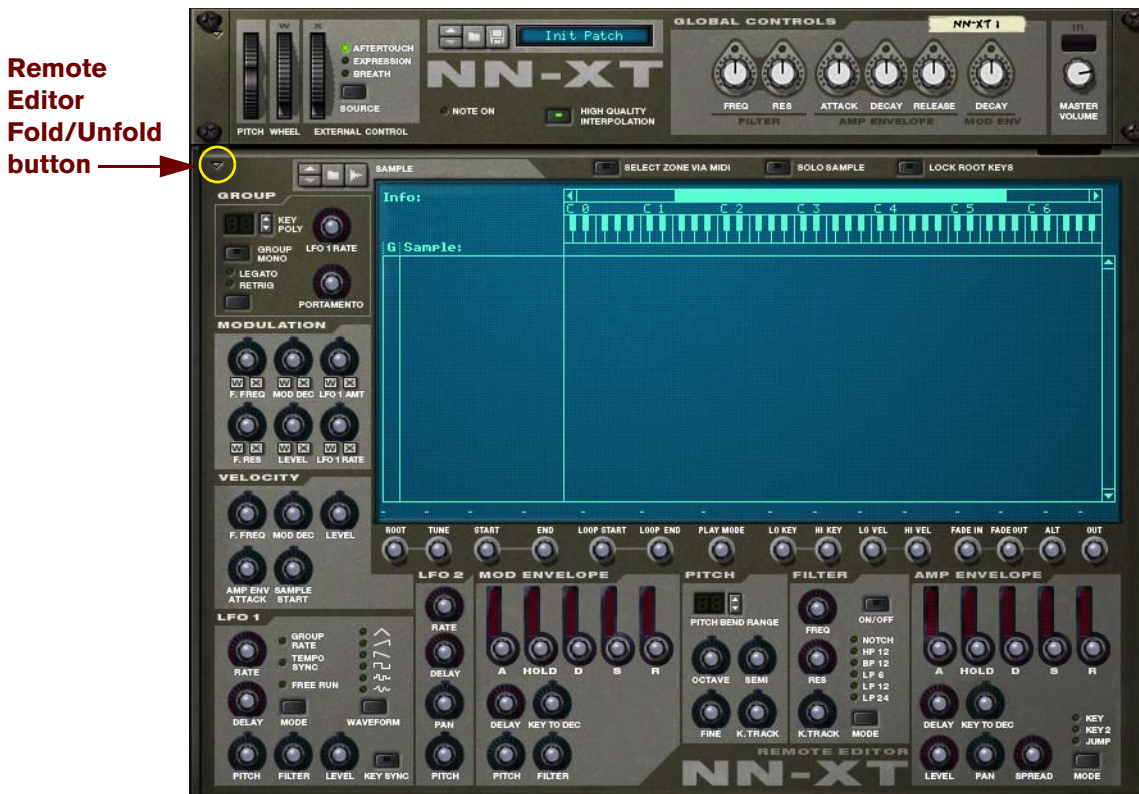 Remote
Editor
Fold/Unfold
button
W
X
AFTERTOUCH
EXPRESSION
BREATH
SOURCE
PITCH WHEEL EXTERNAL CONTROL
Init Patch
NN-XT
NOTE ON
HIGH QUALITY
INTERPOLATION
GLOBAL CONTROLS
NN-XT 1
FREQ RES ATTACK DECAY RELEASE DECAY
FILTER AMP ENVELOPE MOD ENV
MASTER
VOLUME
SAMPLE
SELECT ZONE VIA MIDI SOLO SAMPLE LOCK ROOT KEYS
GROUP
KEY
POLY
GROUP
MONO
LFO 1 RATE
LEGATO
RETRIG
PORTAMENTO
Info:
C 0 C 1 C 2 C 3 C 4 C 5 C 6
G Sample:
MODULATION
W X W X W X
F. FREQ MOD DEC LFO 1 AMT
W X W X W X
F. RES LEVEL LFO 1 RATE
VELOCITY
F. FREQ MOD DEC LEVEL
AMP ENV
ATTACK
SAMPLE
START
ROOT TUNE START END LOOP START LOOP END PLAY MODE LO KEY HI KEY LO VEL HI VEL FADE IN FADE OUT ALT OUT
LFO 1
RATE
GROUP
RATE
TEMPO
SYNC
FREE RUN
DELAY MODE WAVEFORM
PITCH FILTER LEVEL KEY SYNC
LFO 2
RATE
DELAY
PAN
PITCH
MOD ENVELOPE
A HOLD D S R
DELAY KEY TO DEC
PITCH FILTER
PITCH
PITCH BEND RANGE
OCTAVE SEMI
FINE K.TRACK
FILTER
FREQ
ON/OFF
RES
NOTCH
HP 12
BP 12
LP 6
LP 12
LP 24
K.TRACK MODE
AMP ENVELOPE
A HOLD D S R
DELAY KEY TO DEC
KEY
KEY 2
JUMP
LEVEL PAN SPREAD MODE
REMOTE EDITOR
NN-XT